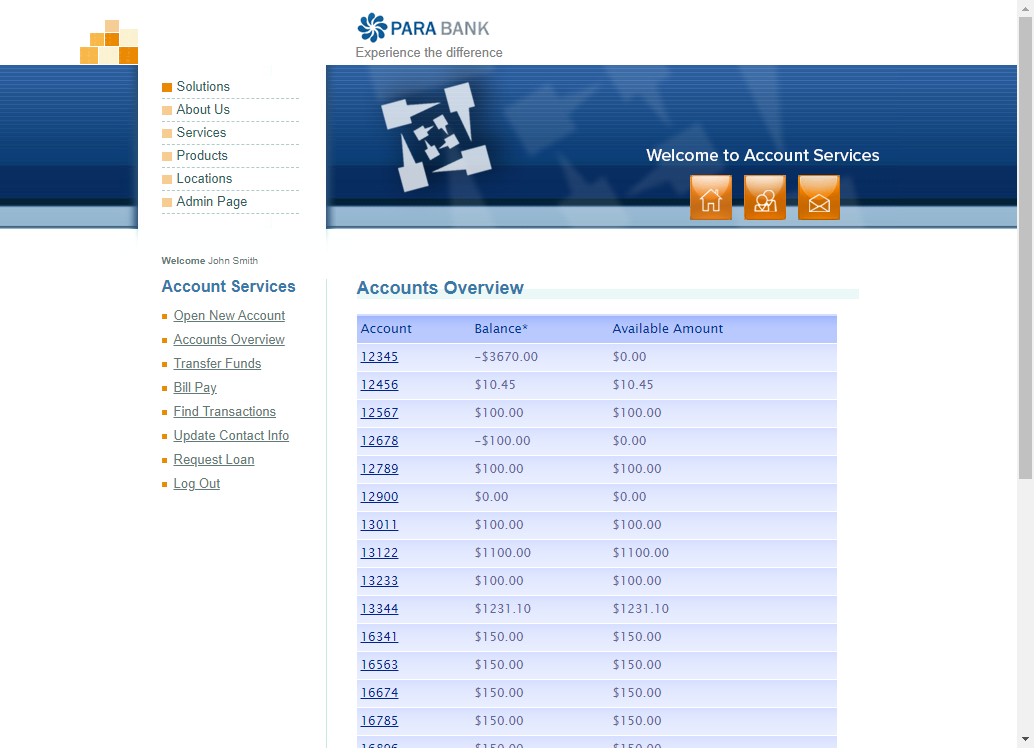 PARA BANK
Experience the difference
Solutions
About Us
Services
Products
Locations
Admin Page
Welcome to Account Services
Welcome John Smith
Account Services
Open New Account
Accounts Overview
Transfer Funds
Bill Pay
Find Transactions
Update Contact Info
Request Loan
Log Out
Accounts Overview
Account Balance* Available Amount
12345 -$3670.00 $0.00
12456 $10.45 $10.45
12567 $100.00 $100.00
12678 -$100.00 $0.00
12789 $100.00 $100.00
12900 $0.00 $0.00
13011 $100.00 $100.00
13122 $1100.00 $1100.00
13233 $100.00 $100.00
13344 $1231.10 $1231.10
16341 $150.00 $150.00
16563 $150.00 $150.00
16674 $150.00 $150.00
16785 $150.00 $150.00